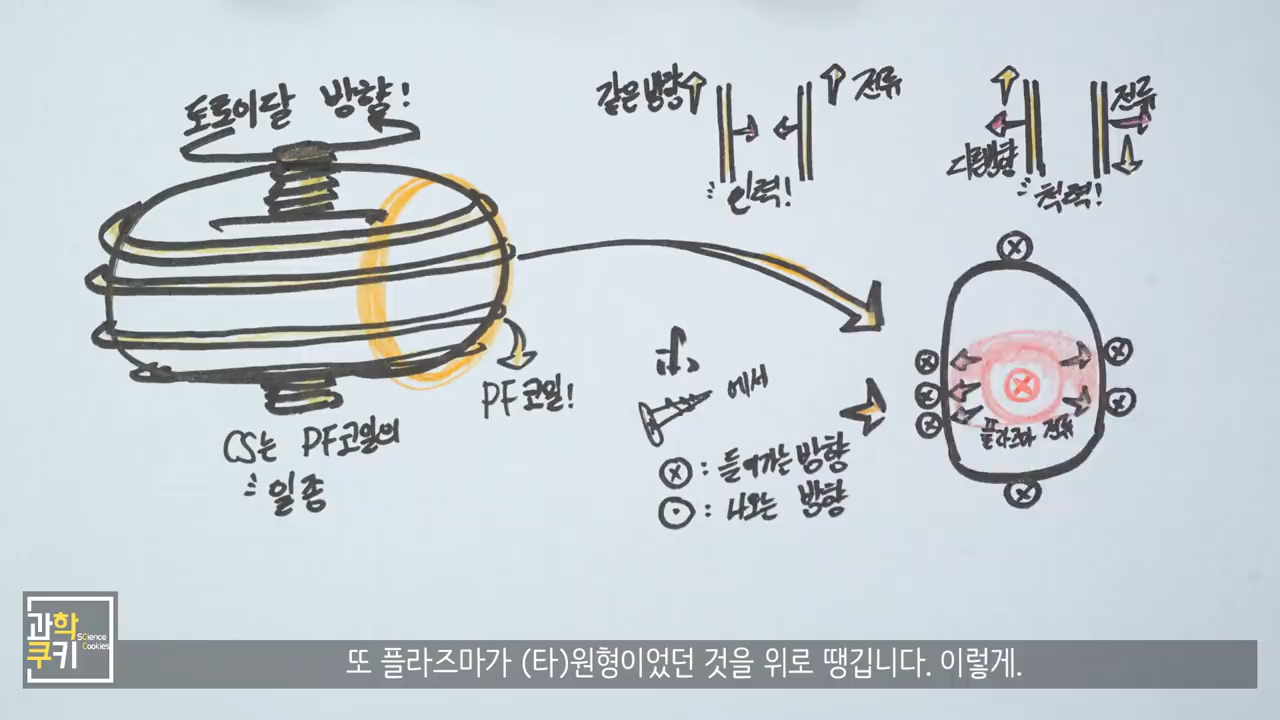 토로이달 방향!
같은방향
전류
인력!
전류
다른방향
척력!
PF코일!
CS는 PF코일의
일종
에서
ⓧ : 들어가는 방향
⊙ : 나오는 방향
플라즈마 전류
과학
쿠키
Science
Cookies
또 플라즈마가 (타)원형이었던 것을 위로 땡깁니다. 이렇게.